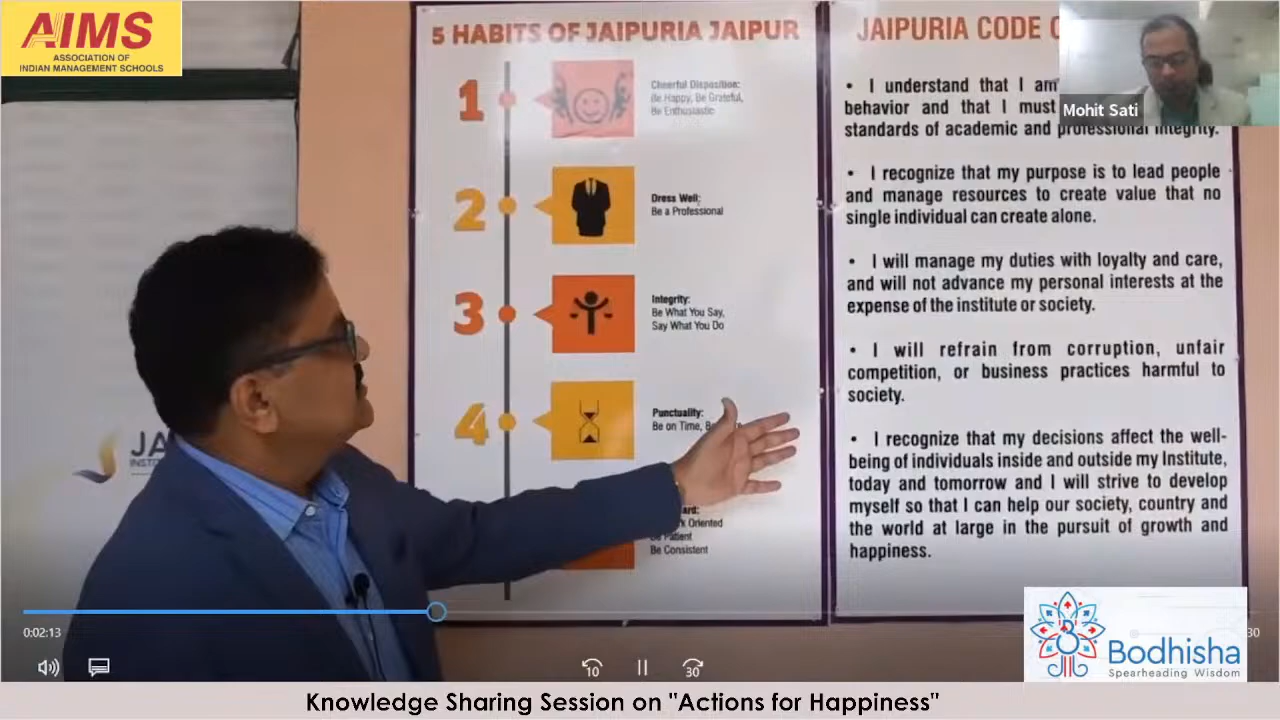 AIMS
ASSOCIATION OF
INDIAN MANAGEMENT SCHOOLS
5 HABITS OF JAIPURIA JAIPUR
1
Cheerful Disposition:
Be Happy, Be Grateful,
Be Enthusiastic
2
Dress Well:
Be a Professional
3
Integrity:
Be What You Say,
Say What You Do
4
Punctuality:
Be on Time,
Oriented
Be Patient
Be Consistent
JAIPURIA CODE
• I understand that I am
behavior and that I must
standards of academic and professional integrity.
• I recognize that my purpose is to lead people
and manage resources to create value that no
single individual can create alone.
• I will manage my duties with loyalty and care,
and will not advance my personal interests at the
expense of the institute or society.
• I will refrain from corruption, unfair
competition, or business practices harmful to
society.
• I recognize that my decisions affect the well-
being of individuals inside and outside my Institute,
today and tomorrow and I will strive to develop
myself so that I can help our society, country and
the world at large in the pursuit of growth and
happiness.
Mohit Sati
0:02:13
10
30
30
Bodhisha
Spearheading Wisdom
Knowledge Sharing Session on "Actions for Happiness"